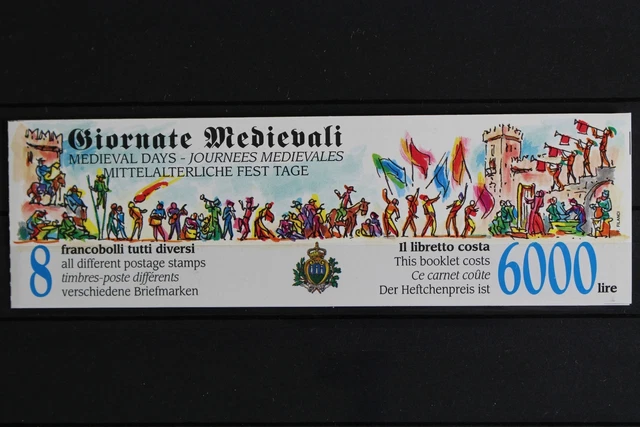 Giornate Medievali
MEDIEVAL DAYS - JOURNEES MEDIEVALES
MITTELALTERLICHE FEST TAGE
8
francobolli tutti diversi
all different postage stamps
timbres-poste différents
verschiedene Briefmarken
Il libretto costa
This booklet costs
Ce carnet coûte
Der Heftchenpreis ist
6000 lire